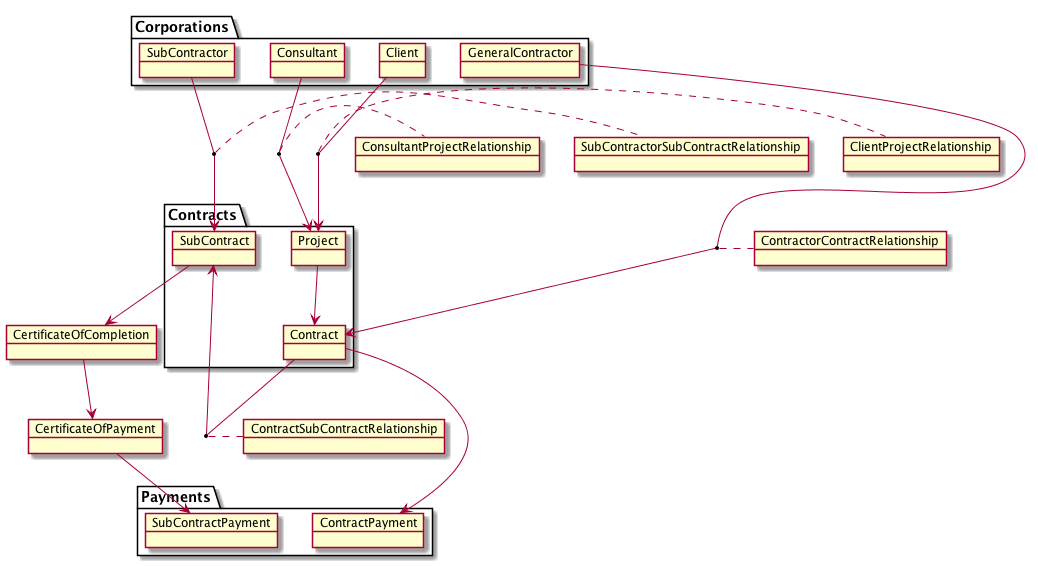 Corporations
SubContractor
Consultant
Client
GeneralContractor
ConsultantProjectRelationship
SubContractorSubContractRelationship
ClientProjectRelationship
Contracts
SubContract
Project
ContractorContractRelationship
CertificateOfCompletion
Contract
CertificateOfPayment
ContractSubContractRelationship
Payments
SubContractPayment
ContractPayment